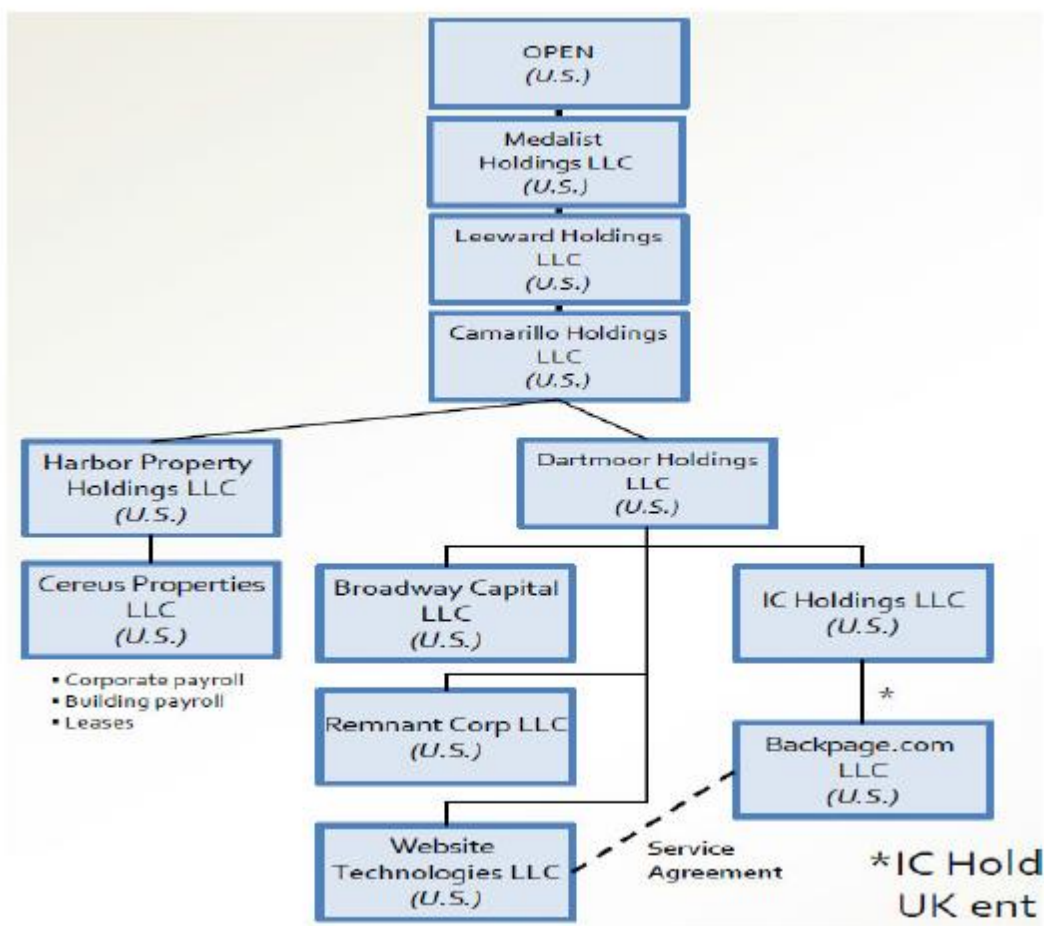 OPEN
(U.S.)
Medalist
Holdings LLC
(U.S.)
Leeward Holdings
LLC
(U.S.)
Camarillo Holdings
LLC
(U.S.)
Harbor Property
Holdings LLC
(U.S.)
Dartmoor Holdings
LLC
(U.S.)
Cereus Properties
LLC
(U.S.)
▪ Corporate payroll
▪ Building payroll
▪ Leases
Broadway Capital
LLC
(U.S.)
IC Holdings LLC
(U.S.)
*
Remnant Corp LLC
(U.S.)
Backpage.com
LLC
(U.S.)
Website
Technologies LLC
(U.S.)
Service
Agreement
*IC Hold
UK ent